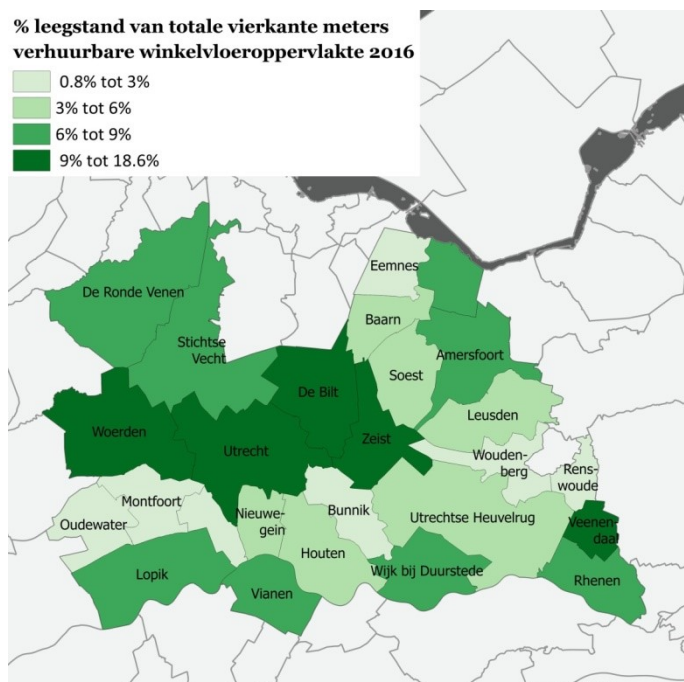 % leegstand van totale vierkante meters
verhuurbare winkelvloeroppervlakte 2016
0.8% tot 3%
3% tot 6%
6% tot 9%
9% tot 18.6%
Eemnes
De Ronde Venen
Baarn
Stichtse
Vecht
Amersfoort
Soest
De Bilt
Leusden
Woerden
Utrecht
Zeist
Wouden-
berg
Rens-
woude
Montfoort
Oudewater
Nieuwe-
gein
Bunnik
Utrechtse Heuvelrug
Veenen-
daal
Houten
Lopik
Wijk bij Duurstede
Rhenen
Vianen